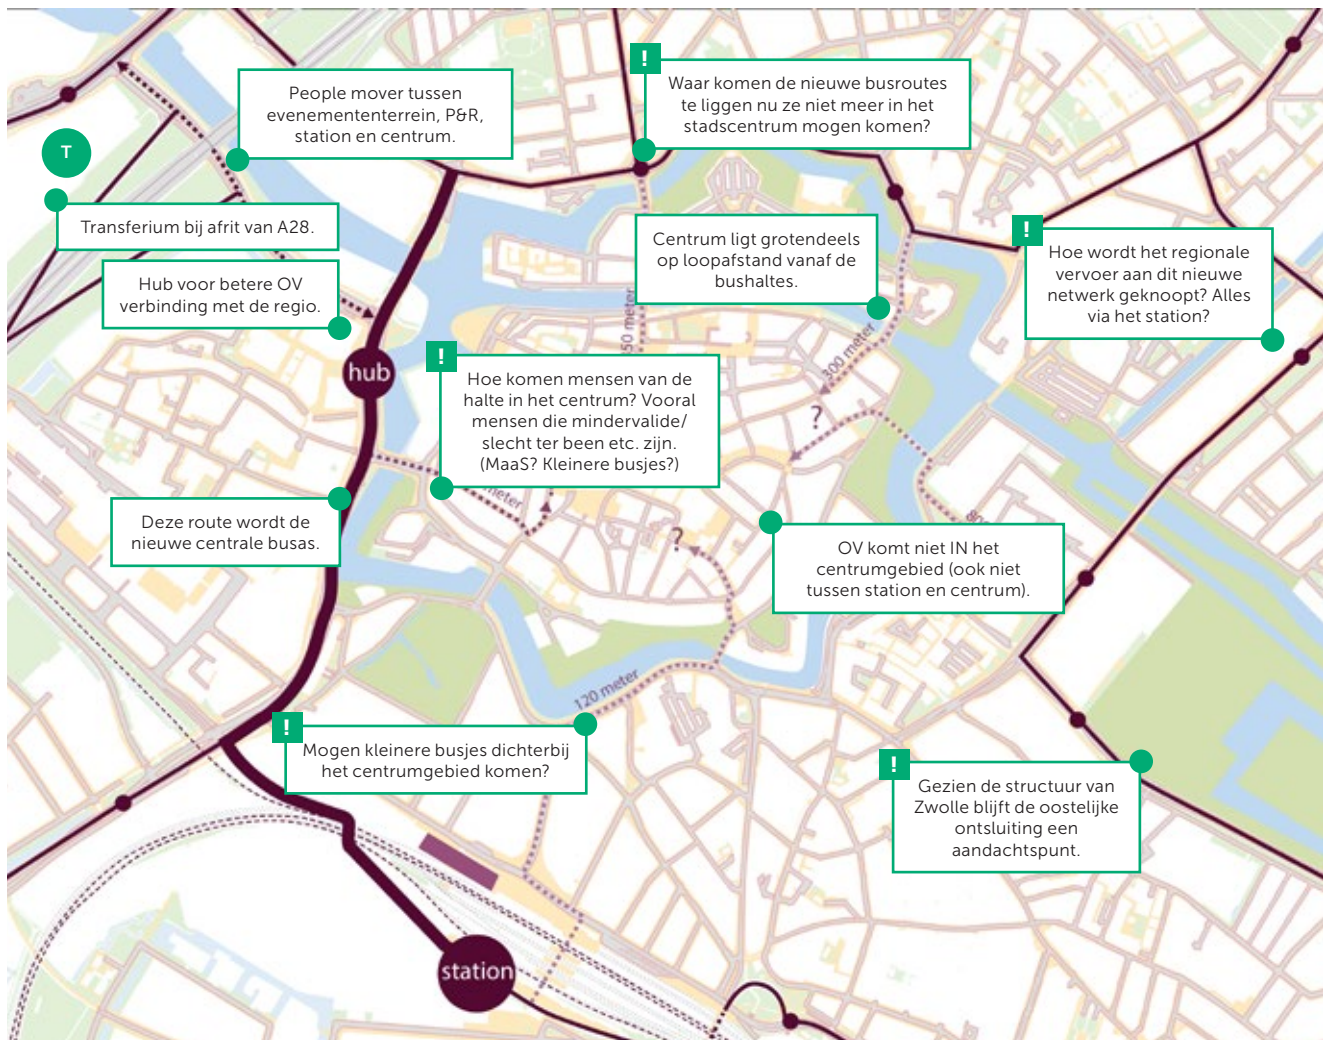 People mover tussen
evenemententerrein, P&R,
station en centrum.
!
Waar komen de nieuwe busroutes
te liggen nu ze niet meer in het
stadscentrum mogen komen?
T
Transferium bij afrit van A28.
Hub voor betere OV
verbinding met de regio.
Centrum ligt grotendeels
op loopafstand vanaf de
bushaltes.
!
Hoe wordt het regionale
vervoer aan dit nieuwe
netwerk geknoopt? Alles
via het station?
50 meter
300 meter
hub
!
Hoe komen mensen van de
halte in het centrum? Vooral
mensen die mindervalide/
slecht ter been etc. zijn.
(MaaS? Kleinere busjes?)
?
meter
Deze route wordt de
nieuwe centrale busas.
?
OV komt niet IN het
centrumgebied (ook niet
tussen station en centrum).
120 meter
!
Mogen kleinere busjes dichterbij
het centrumgebied komen?
!
Gezien de structuur van
Zwolle blijft de oostelijke
ontsluiting een
aandachtspunt.
station